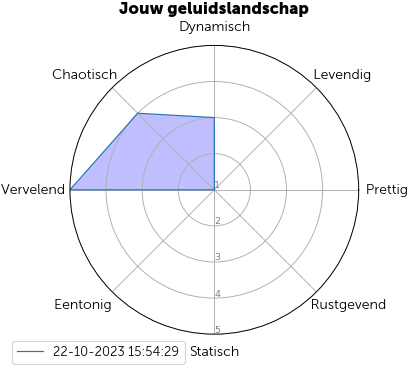 Jouw geluidslandschap
Dynamisch
Chaotisch
Levendig
Vervelend
1
Prettig
2
3
4
Eentonig
Rustgevend
5
22-10-2023 15:54:29
Statisch